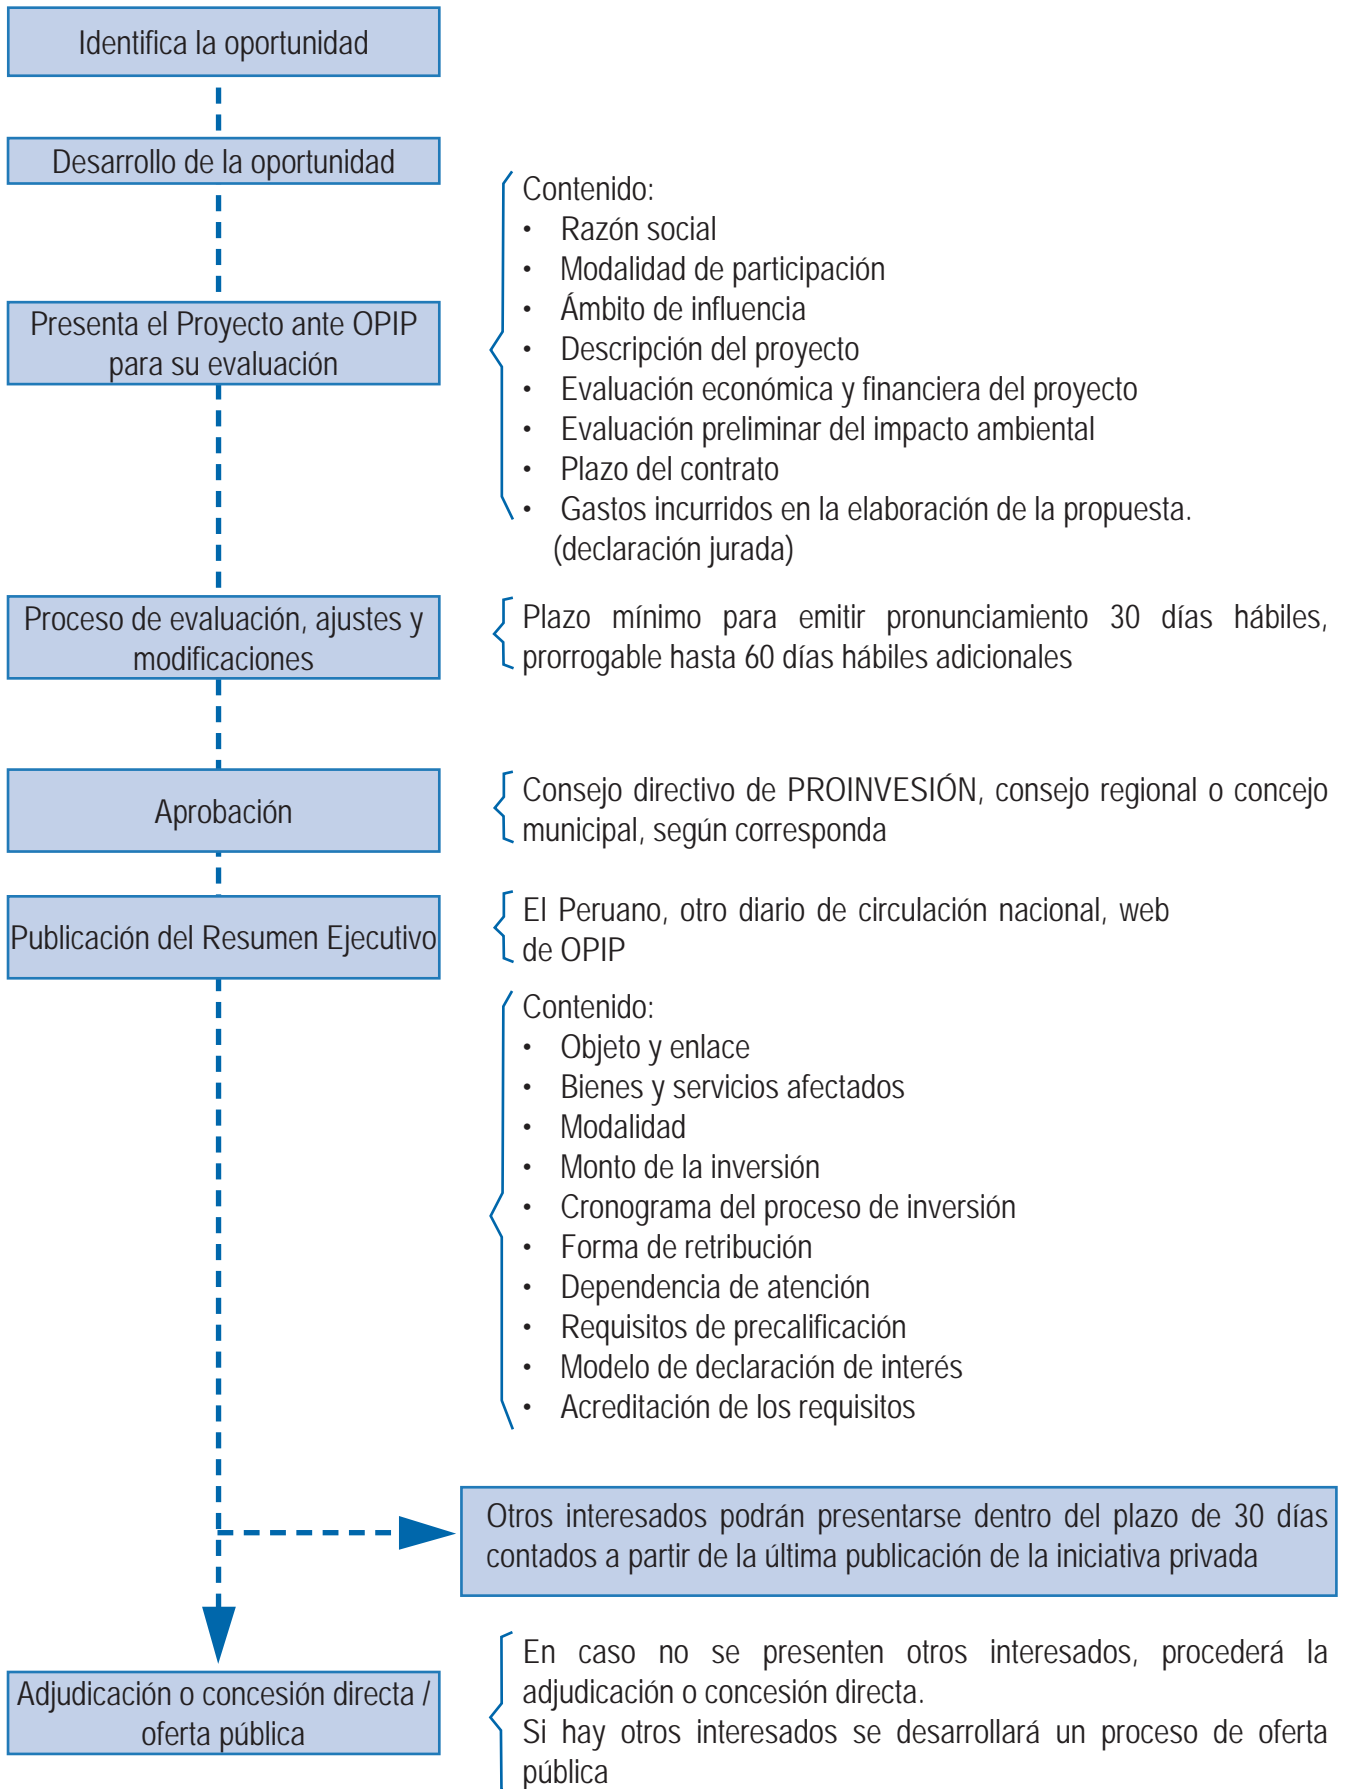 Identifica la oportunidad
Desarrollo de la oportunidad
Presenta el Proyecto ante OPIP
para su evaluación
Contenido:
• Razón social
• Modalidad de participación
• Ámbito de influencia
• Descripción del proyecto
• Evaluación económica y financiera del proyecto
• Evaluación preliminar del impacto ambiental
• Plazo del contrato
• Gastos incurridos en la elaboración de la propuesta.
(declaración jurada)
Proceso de evaluación, ajustes y
modificaciones
Plazo mínimo para emitir pronunciamiento 30 días hábiles,
prorrogable hasta 60 días hábiles adicionales
Aprobación
Consejo directivo de PROINVESIÓN, consejo regional o concejo
municipal, según corresponda
Publicación del Resumen Ejecutivo
El Peruano, otro diario de circulación nacional, web
de OPIP
Contenido:
• Objeto y enlace
• Bienes y servicios afectados
• Modalidad
• Monto de la inversión
• Cronograma del proceso de inversión
• Forma de retribución
• Dependencia de atención
• Requisitos de precalificación
• Modelo de declaración de interés
• Acreditación de los requisitos
Otros interesados podrán presentarse dentro del plazo de 30 días
contados a partir de la última publicación de la iniciativa privada
Adjudicación o concesión directa /
oferta pública
En caso no se presenten otros interesados, procederá la
adjudicación o concesión directa.
Si hay otros interesados se desarrollará un proceso de oferta
pública